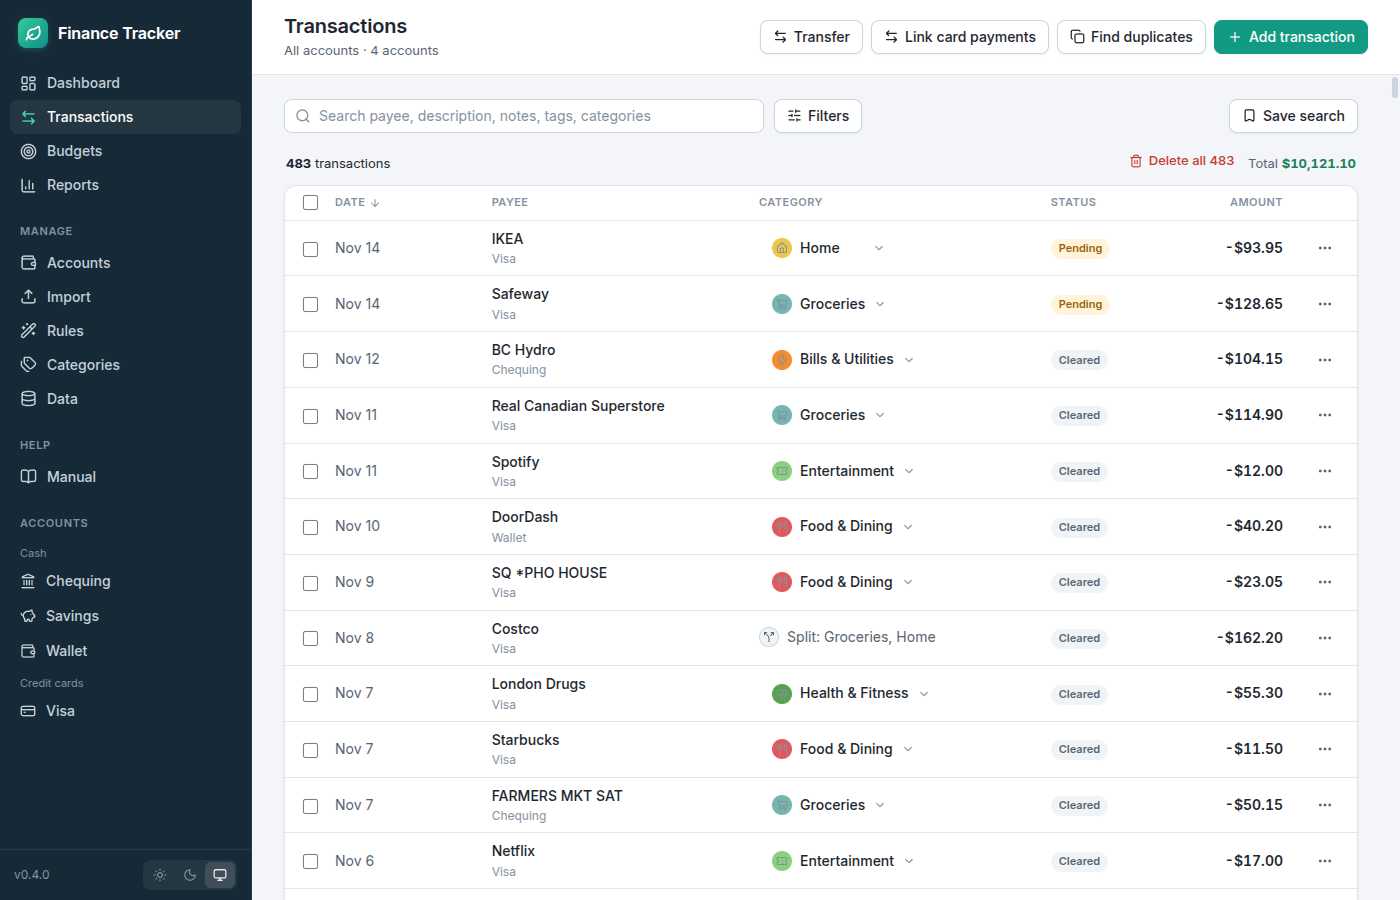 Finance Tracker
Dashboard
Transactions
Budgets
Reports
MANAGE
Accounts
Import
Rules
Categories
Data
HELP
Manual
ACCOUNTS
Cash
Chequing
Savings
Wallet
Credit cards
Visa
v0.4.0
Transactions
All accounts · 4 accounts
Transfer
Link card payments
Find duplicates
Add transaction
Search payee, description, notes, tags, categories
Filters
Save search
483 transactions
Delete all 483
Total $10,121.10
DATE PAYEE CATEGORY STATUS AMOUNT
Nov 14 IKEA Home Pending -$93.95
Visa
Nov 14 Safeway Groceries Pending -$128.65
Visa
Nov 12 BC Hydro Bills & Utilities Cleared -$104.15
Chequing
Nov 11 Real Canadian Superstore Groceries Cleared -$114.90
Visa
Nov 11 Spotify Entertainment Cleared -$12.00
Visa
Nov 10 DoorDash Food & Dining Cleared -$40.20
Wallet
Nov 9 SQ *PHO HOUSE Food & Dining Cleared -$23.05
Visa
Nov 8 Costco Split: Groceries, Home Cleared -$162.20
Visa
Nov 7 London Drugs Health & Fitness Cleared -$55.30
Visa
Nov 7 Starbucks Food & Dining Cleared -$11.50
Visa
Nov 7 FARMERS MKT SAT Groceries Cleared -$50.15
Chequing
Nov 6 Netflix Entertainment Cleared -$17.00
Visa